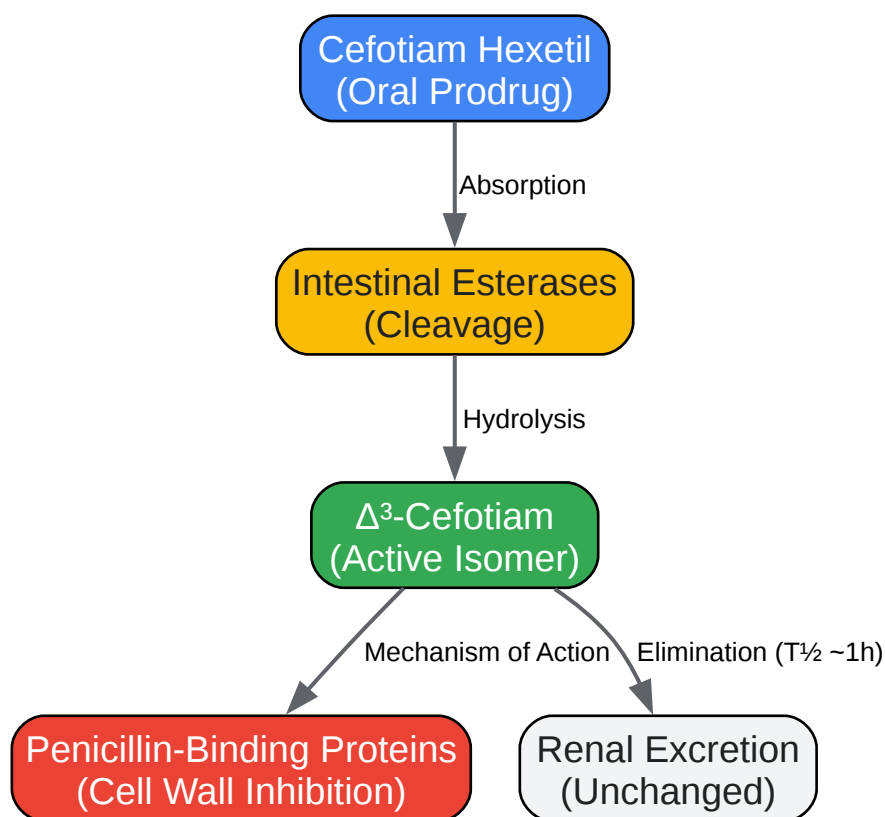 Cefotiam Hexetil
(Oral Prodrug)
Absorption
Intestinal Esterases
(Cleavage)
Hydrolysis
Δ³-Cefotiam
(Active Isomer)
Mechanism of Action
Elimination (T½ ~1h)
Penicillin-Binding Proteins
(Cell Wall Inhibition)
Renal Excretion
(Unchanged)